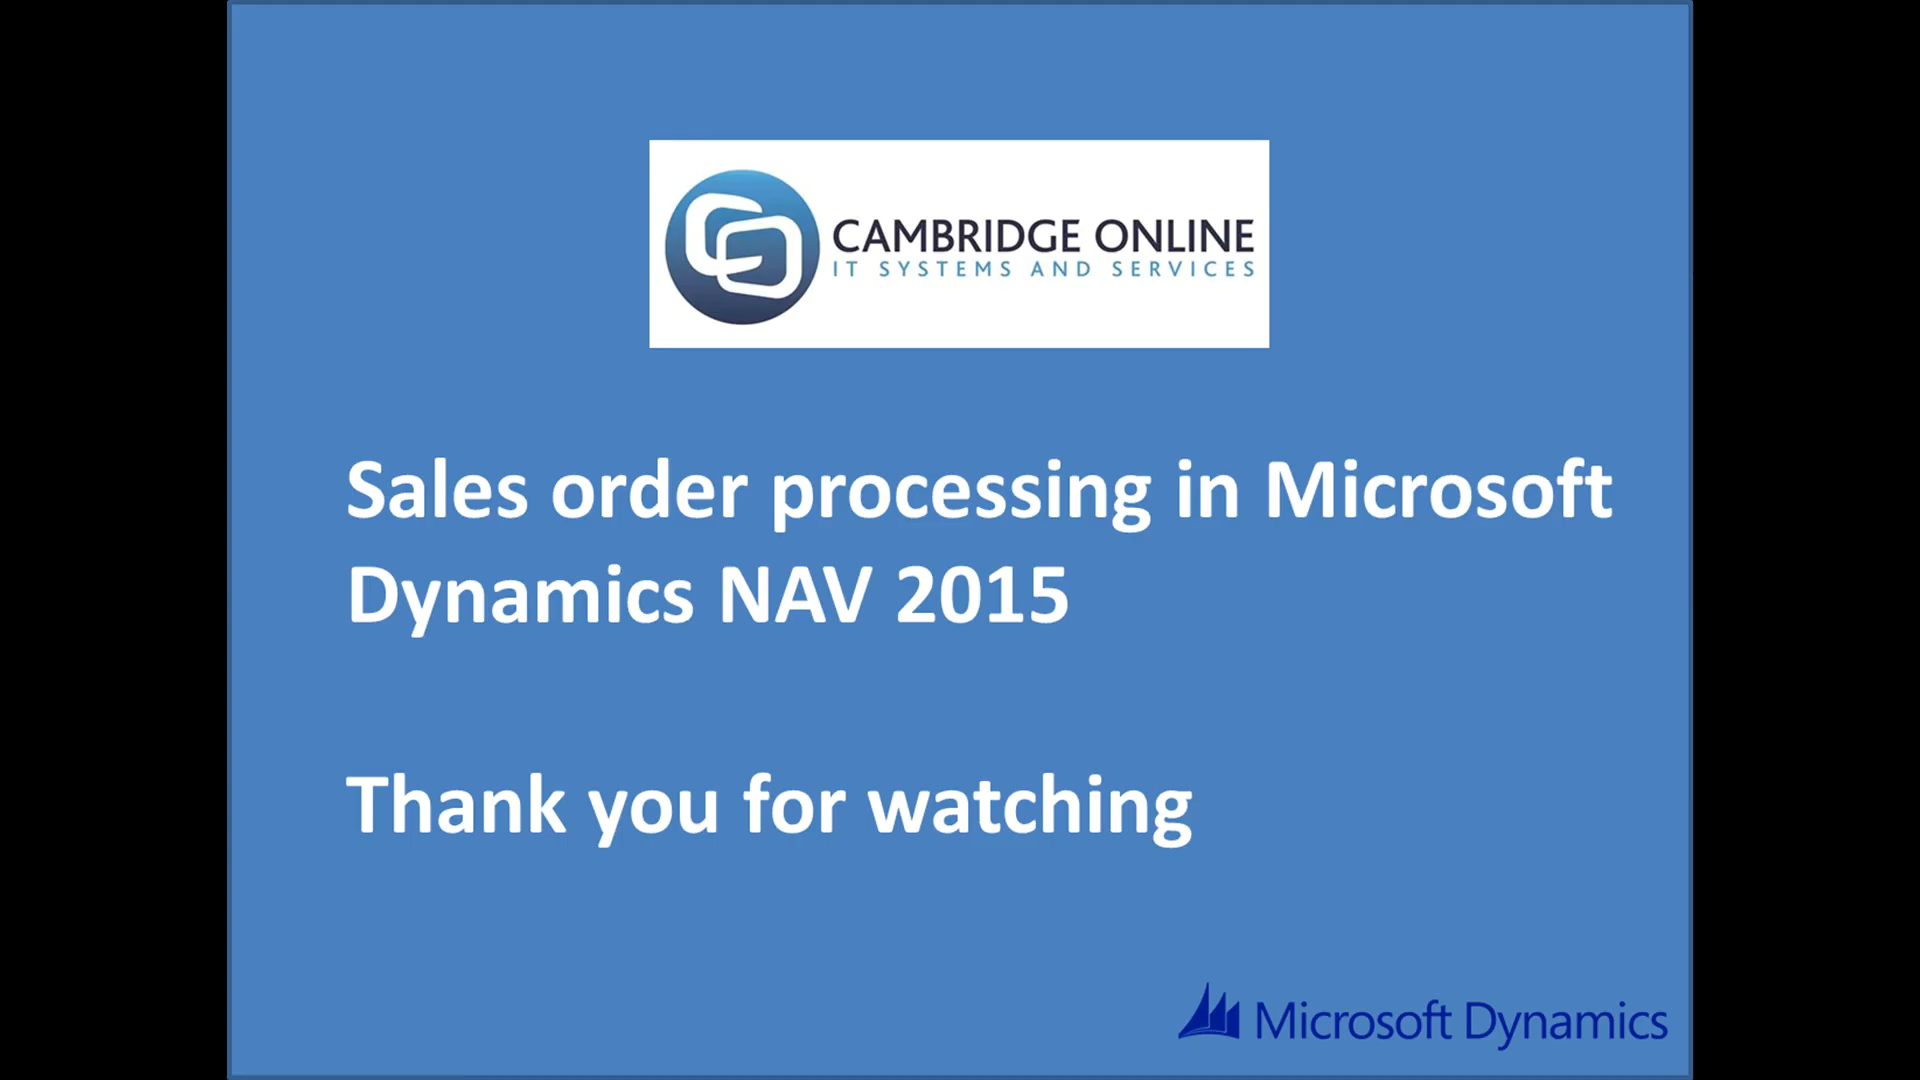 CAMBRIDGE ONLINE
IT SYSTEMS AND SERVICES
Sales order processing in Microsoft
Dynamics NAV 2015
Thank you for watching
Microsoft Dynamics